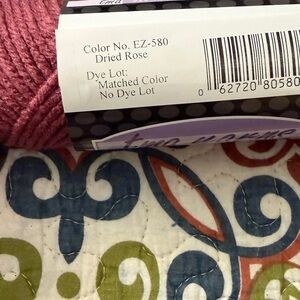 Color No. EZ-580
Dried Rose
Dye Lot:
Matched Color
No Dye Lot
0 62720 80580